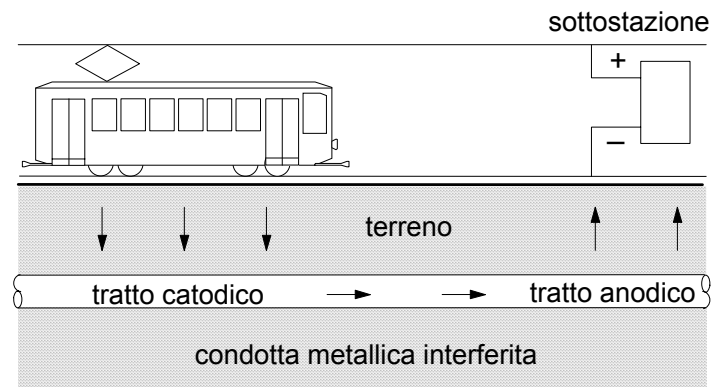 sottostazione
+
–
terreno
tratto catodico
tratto anodico
condotta metallica interferita